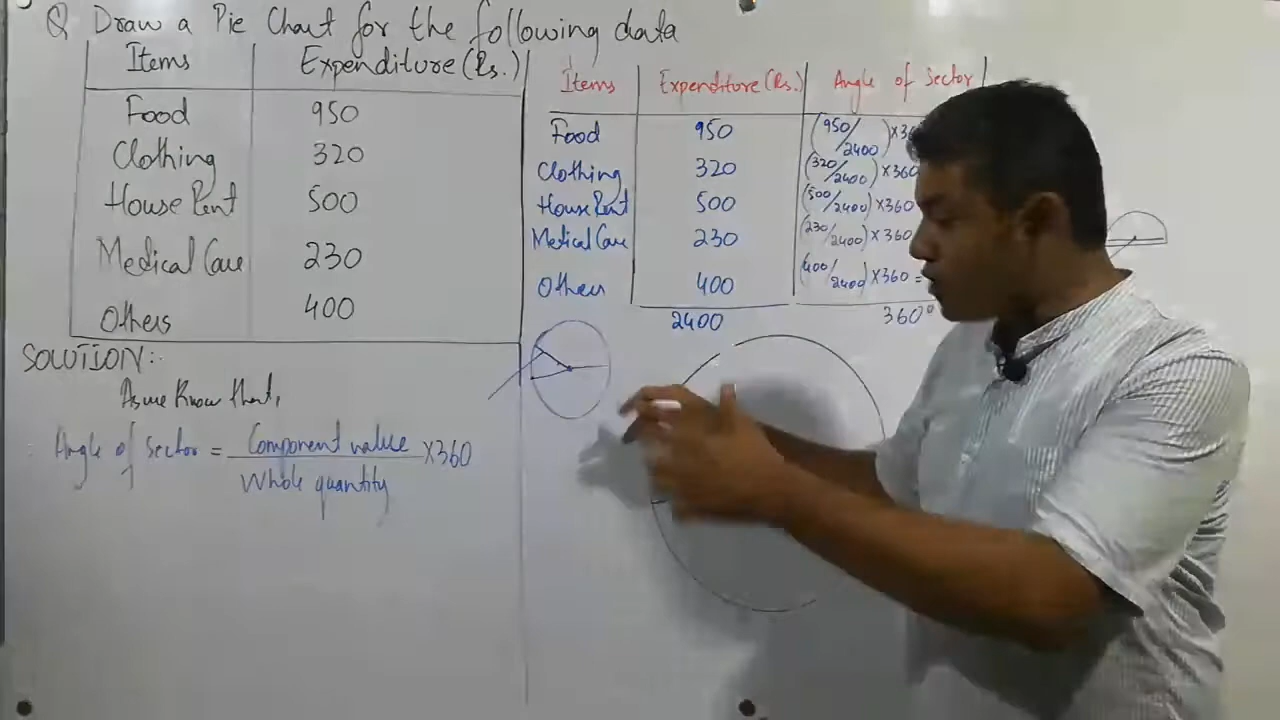 Q Draw a Pie Chart for the following data
Items Expenditure (Rs.)
Food 950
Clothing 320
House Rent 500
Medical Care 230
Others 400
SOLUTION:
As we know that,
Angle of sector = Component value / Whole quantity ×360
Items Expenditure (Rs.) Angle of sector
Food 950 (950/2400)×36
Clothing 320 (320/2400)×360
House Rent 500 (500/2400)×360
Medical Care 230 (230/2400)×360
Others 400 (400/2400)×360 =
2400 360°